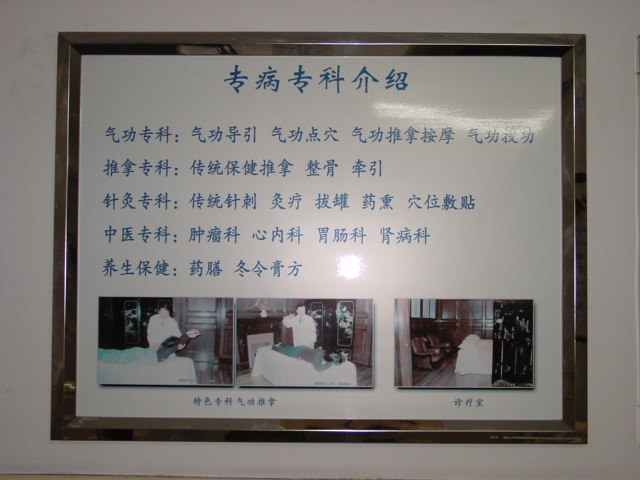 专病专科介绍
气功专科：气功导引 气功点穴 气功推拿按摩 气功授功
推拿专科：传统保健推拿 整骨 牵引
针灸专科：传统针刺 灸疗 拔罐 药熏 穴位敷贴
中医专科：肿瘤科 心内科 胃肠科 肾病科
养生保健：药膳 冬令膏方
特色专科气功推拿 诊疗室